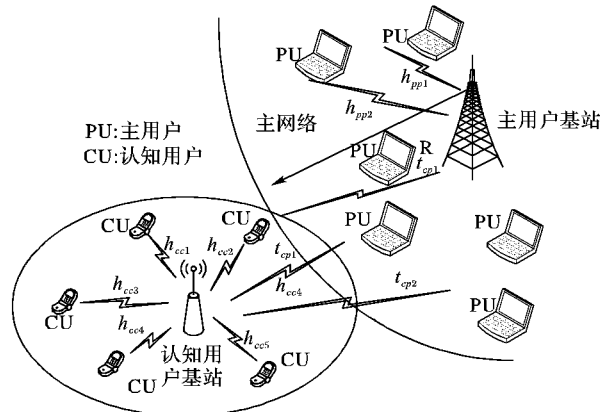 PU
PU
h_pp1
h_pp2
主用户基站
主网络
PU:主用户
CU:认知用户
PU
R
t_cp1
CU
CU
PU
PU
h_cc1
h_cc2
t_cp1
h_cc4
h_cc3
t_cp2
CU
h_cc4
PU
h_cc5
认知用
户基站
CU
CU